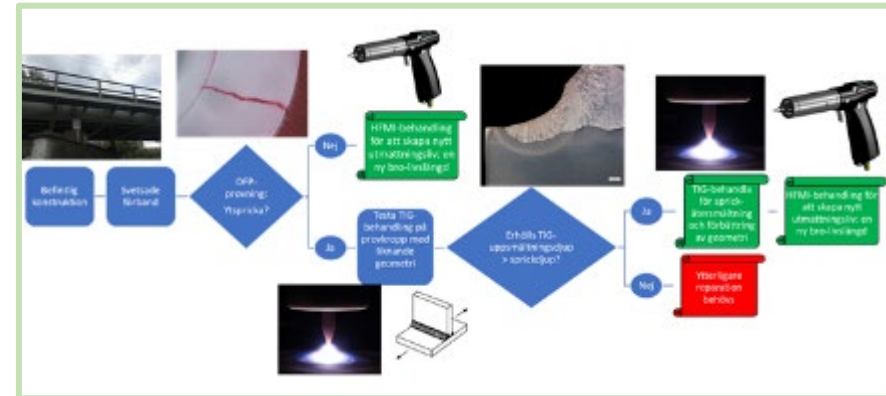 Befintlig
konstruktion
Svetsade
förband
OFP-
provning:
Ytspricka?
Nej
HFMI-behandling
för att skapa nytt
utmattningsliv: en
ny bro-livslängd
Ja
Testa TIG-
behandling på
provkropp med
liknande
geometri
Erhålls TIG-
uppsmältningsdjup
> sprickdjup?
Ja
TIG-behandla
för sprick-
återsmältning
och förbättring
av geometri
HFMI-behandling för
att skapa nytt
utmattningsliv: en
ny bro-livslängd
Nej
Ytterligare
reparation
behövs